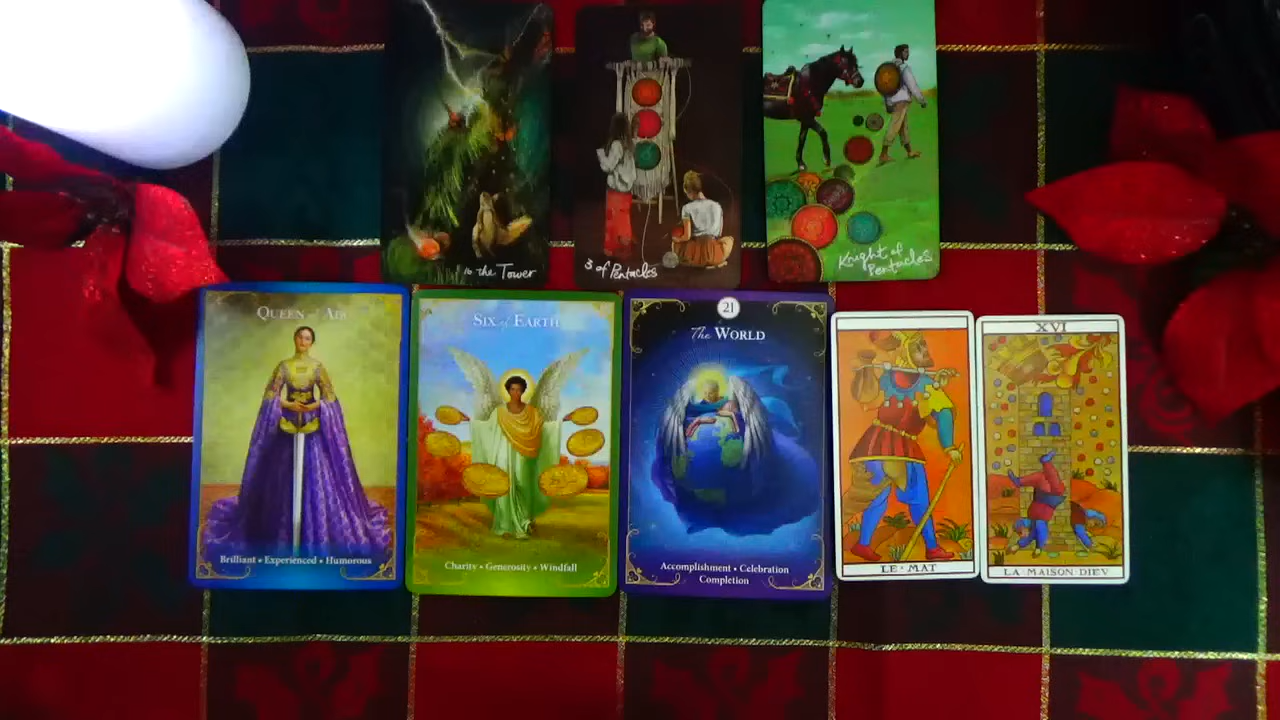 16 the Tower
3 of Pentacles
Knight of
Pentacles
QUEEN of AIR
Brilliant • Experienced • Humorous
SIX of EARTH
Charity • Generosity • Windfall
21
The WORLD
Accomplishment • Celebration
Completion
LE • MAT
XVI
LA MAISON DIEV